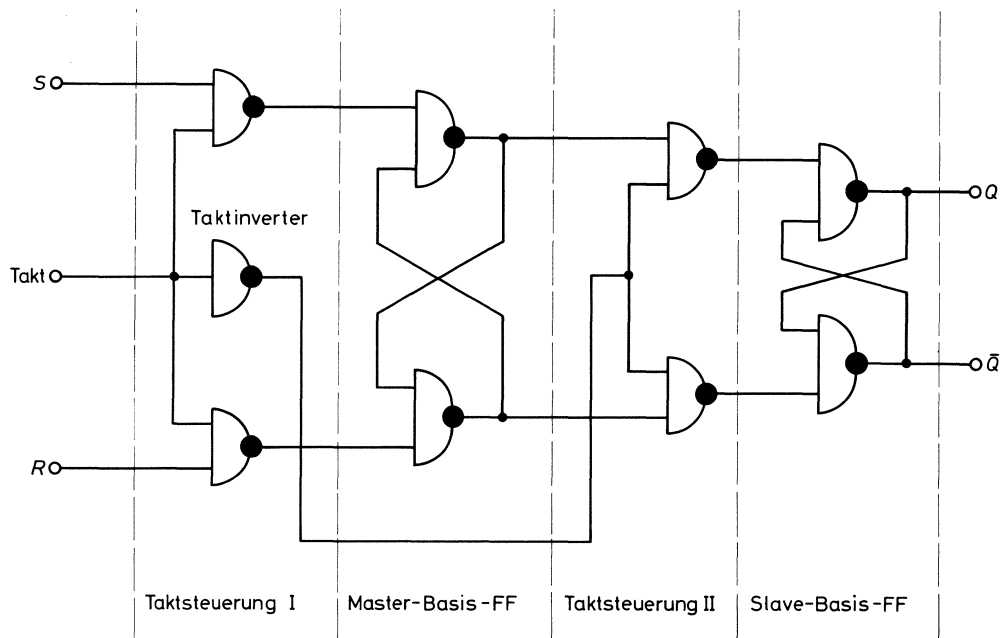 S
Taktinverter
Takt
R
Q
Q̄
Taktsteuerung I
Master-Basis-FF
Taktsteuerung II
Slave-Basis-FF